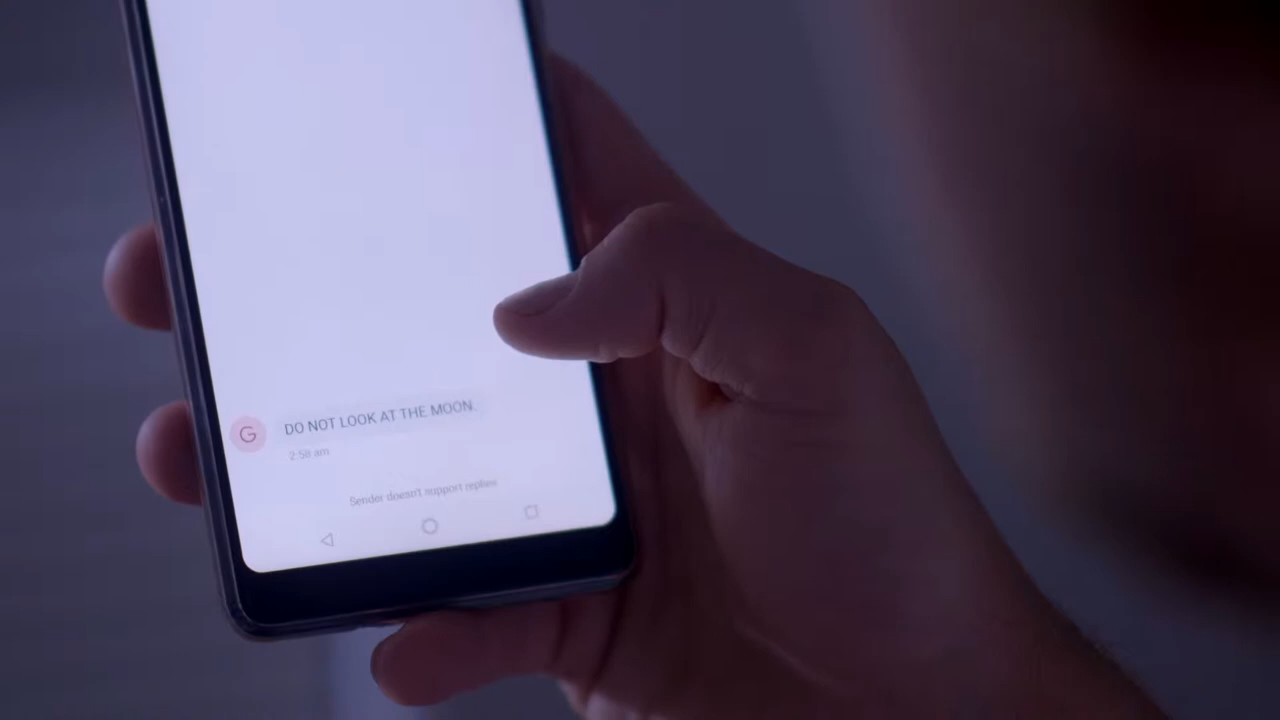 G
DO NOT LOOK AT THE MOON.
2:58 am
Sender doesn't support replies